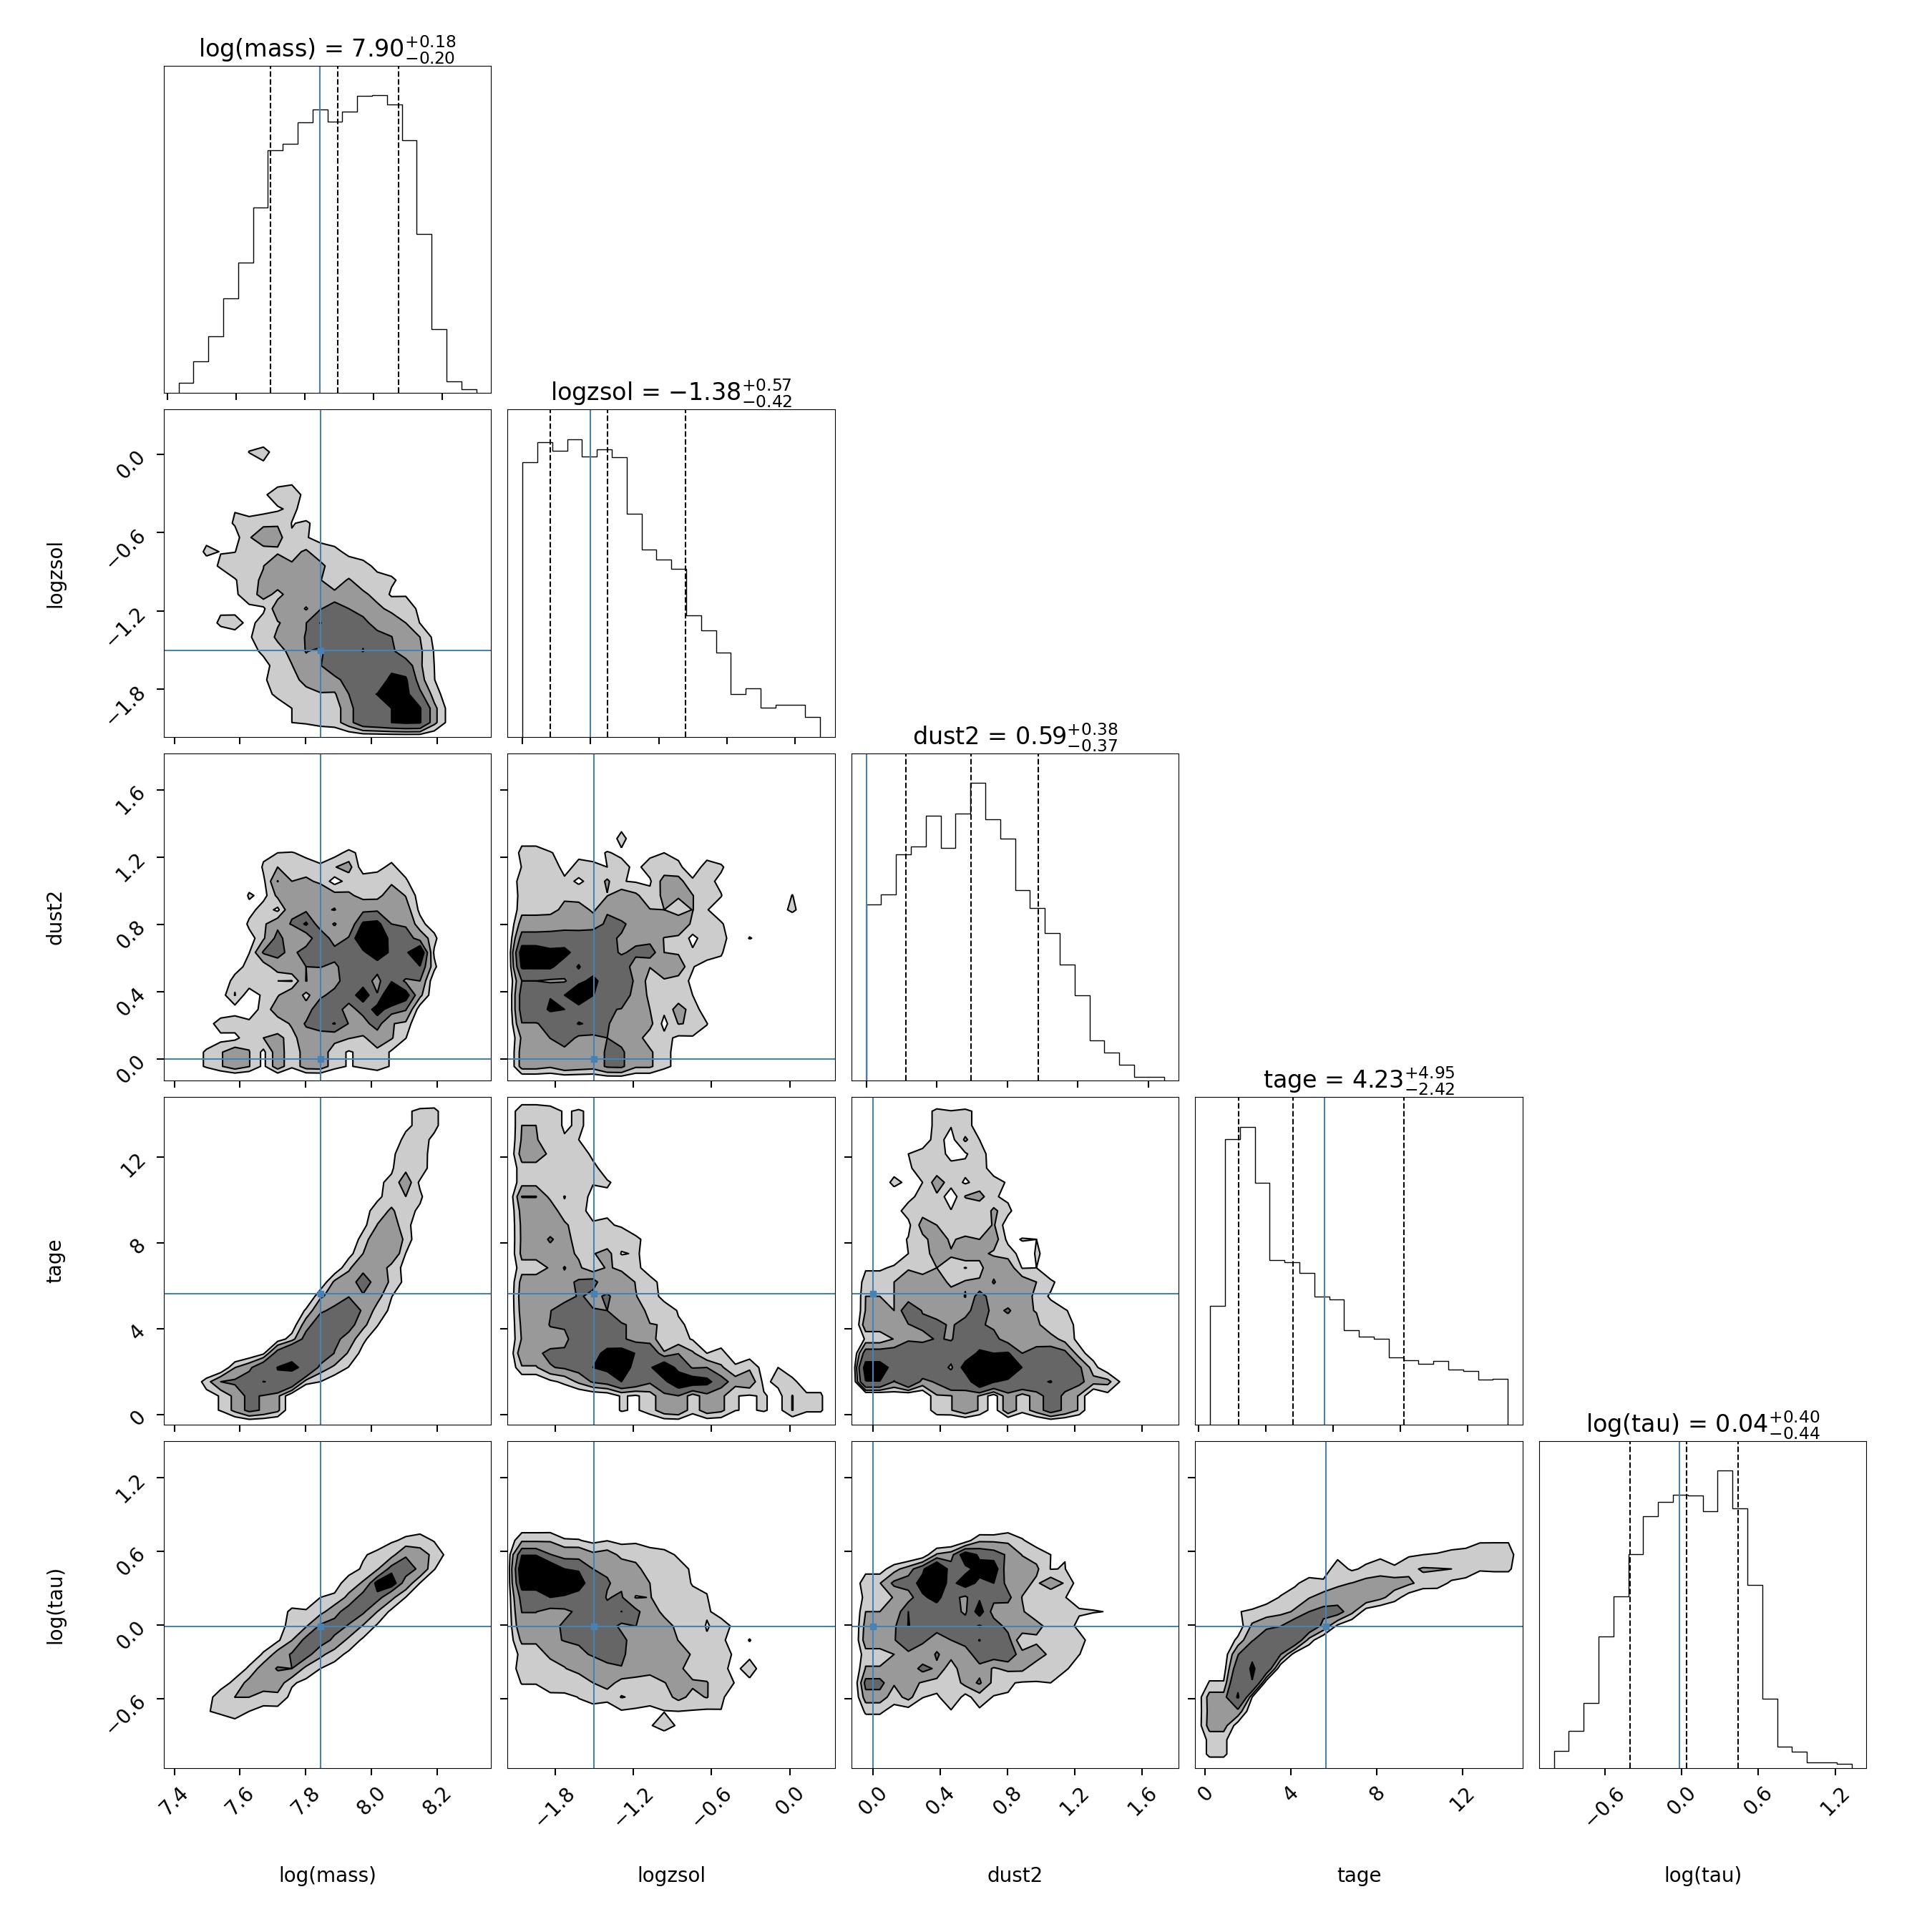 log(mass) = 7.90+0.18−0.20
logzsol = −1.38+0.57−0.42
0.0
−0.6
−1.2
−1.8
logzsol
dust2 = 0.59+0.38−0.37
1.6
1.2
0.8
0.4
0.0
dust2
tage = 4.23+4.95−2.42
12
8
4
0
tage
log(tau) = 0.04+0.40−0.44
1.2
0.6
0.0
−0.6
log(tau)
7.4 7.6 7.8 8.0 8.2 −1.8 −1.2 −0.6 0.0 0.0 0.4 0.8 1.2 1.6 0 4 8 12 −0.6 0.0 0.6 1.2
log(mass) logzsol dust2 tage log(tau)